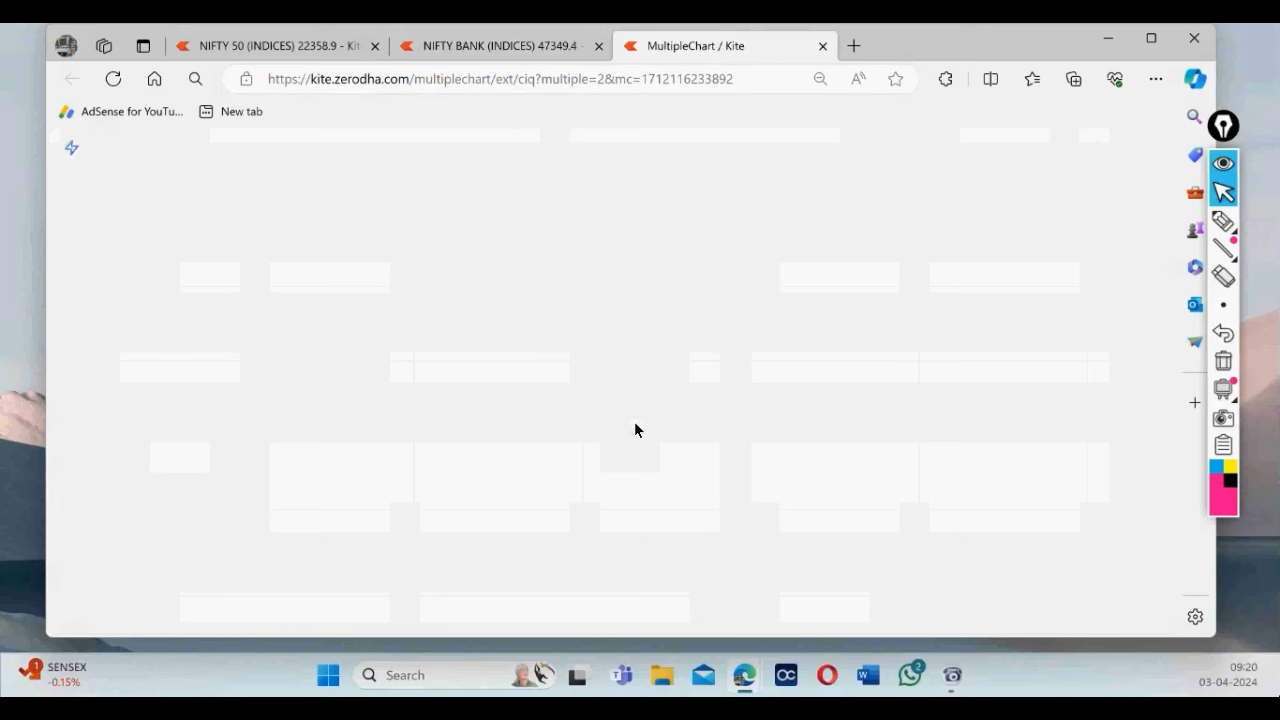 NIFTY 50 (INDICES) 22358.9 - Kit
NIFTY BANK (INDICES) 47349.4 -
MultipleChart / Kite
https://kite.zerodha.com/multiplechart/ext/ciq?multiple=2&mc=1712116233892
AdSense for YouTu...
New tab
1
SENSEX
-0.15%
Search
2
09:20
03-04-2024